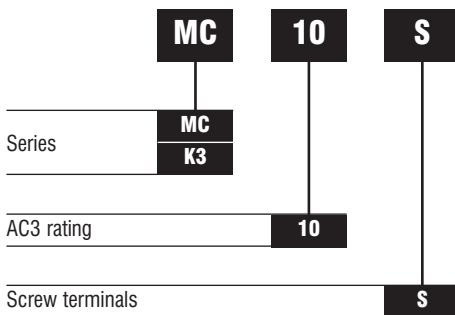 MC 10 S
MC
Series
K3
AC3 rating 10
Screw terminals S